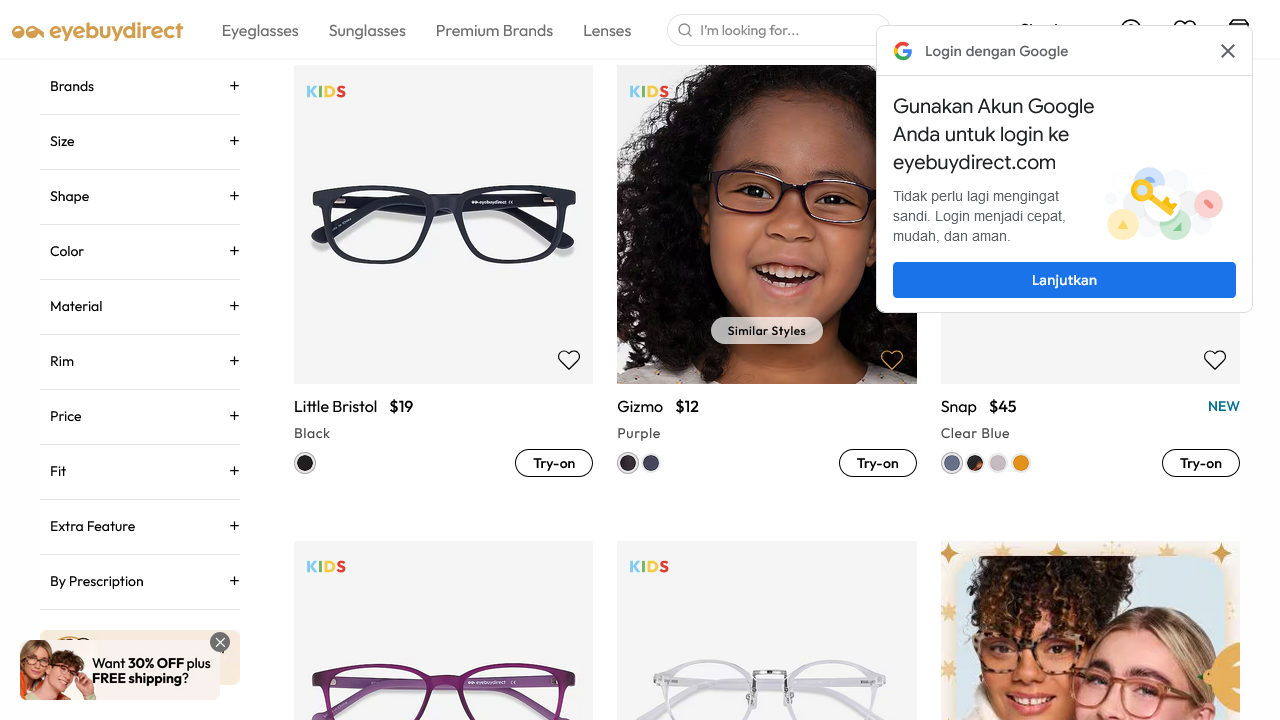 eyebuydirect
Eyeglasses
Sunglasses
Premium Brands
Lenses
I'm looking for...
Login dengan Google
Gunakan Akun Google
Anda untuk login ke
eyebuydirect.com
Tidak perlu lagi mengingat
sandi. Login menjadi cepat,
mudah, dan aman.
Lanjutkan
Brands +
Size +
Shape +
Color +
Material +
Rim +
Price +
Fit +
Extra Feature +
By Prescription +
Want 30% OFF plus
FREE shipping?
KIDS
eyebuydirect
Little Bristol $19
Black
Try-on
KIDS
Similar Styles
Gizmo $12
Purple
Try-on
Snap $45
NEW
Clear Blue
Try-on
KIDS
eyebuydirect
KIDS